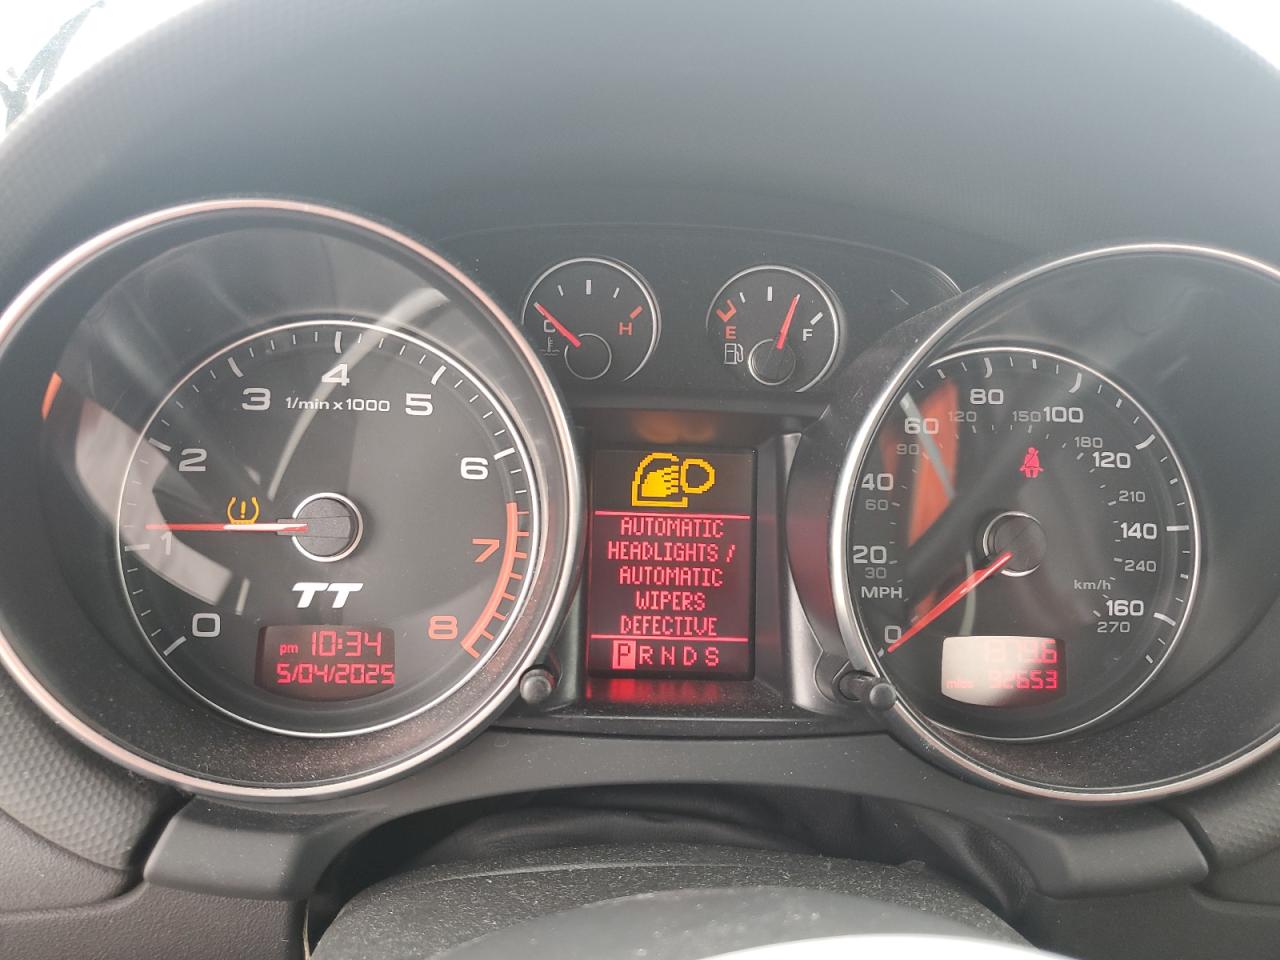 C
H
E
F
0
1
2
3
4
5
6
7
8
1/min x 1000
TT
pm 10:34
5/04/2025
AUTOMATIC
HEADLIGHTS /
AUTOMATIC
WIPERS
DEFECTIVE
P R N D S
0
20
40
60
80
100
120
140
160
30
60
90
120
150
180
210
240
270
MPH
km/h
miles 92653